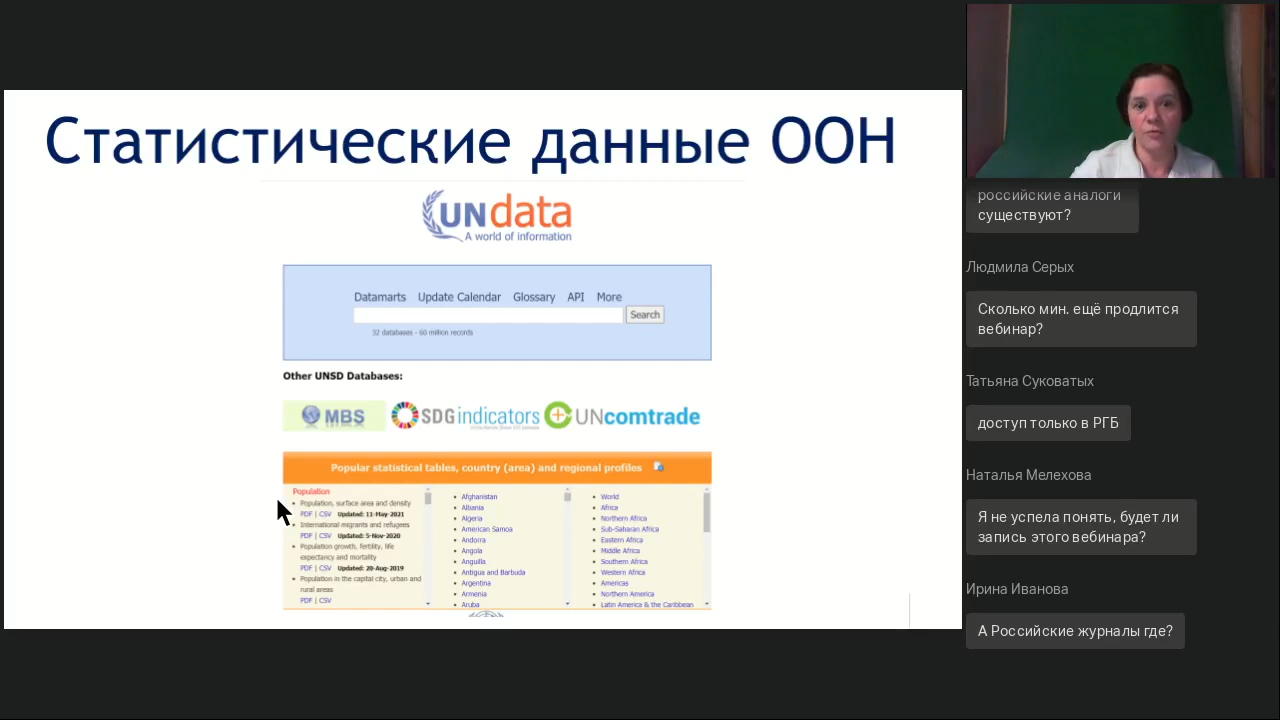 Статистические данные ООН
UNdata
A world of information
Datamarts Update Calendar Glossary API More
Search
32 databases - 60 million records
Other UNSD Databases:
MBS
SDG indicators
UNcomtrade
Popular statistical tables, country (area) and regional profiles
Population
Population, surface area and density
PDF | CSV Updated: 11-May-2021
International migrants and refugees
PDF | CSV Updated: 5-Nov-2020
Population growth, fertility, life
expectancy and mortality
PDF | CSV Updated: 20-Aug-2019
Population in the capital city, urban and
rural areas
PDF | CSV
Afghanistan
Albania
Algeria
American Samoa
Andorra
Angola
Anguilla
Antigua and Barbuda
Argentina
Armenia
Aruba
World
Africa
Northern Africa
Sub-Saharan Africa
Eastern Africa
Middle Africa
Southern Africa
Western Africa
Americas
Northern America
Latin America & the Caribbean
российские аналоги
существуют?
Людмила Серых
Сколько мин. ещё продлится
вебинар?
Татьяна Суковатых
доступ только в РГБ
Наталья Мелехова
Я не успела понять, будет ли
запись этого вебинара?
Ирина Иванова
А Российские журналы где?